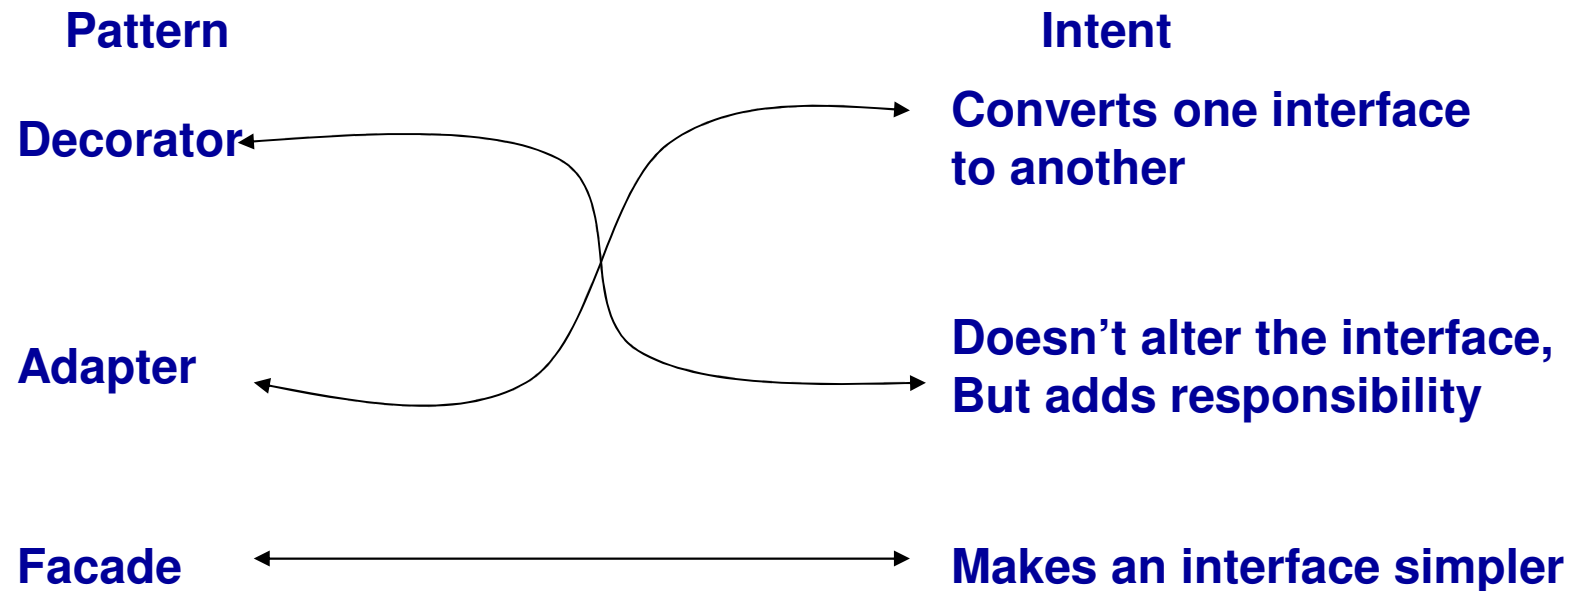 Pattern
Intent
Decorator
Converts one interface
to another
Adapter
Doesn’t alter the interface,
But adds responsibility
Facade
Makes an interface simpler